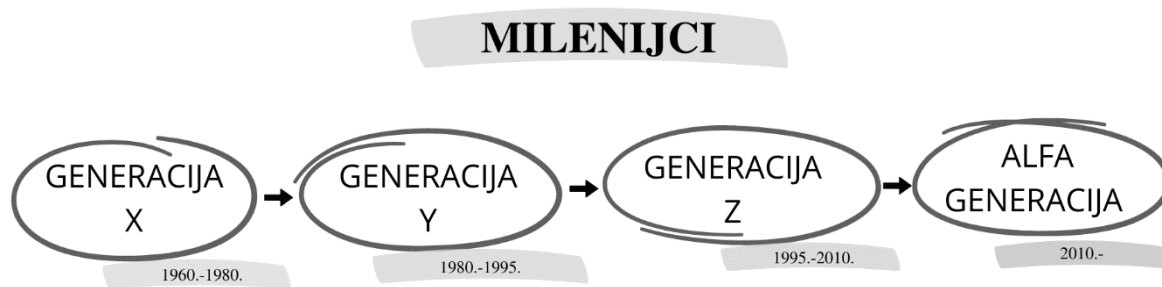 MILENIJCI
GENERACIJA
X
1960.-1980.
GENERACIJA
Y
1980.-1995.
GENERACIJA
Z
1995.-2010.
ALFA
GENERACIJA
2010.-